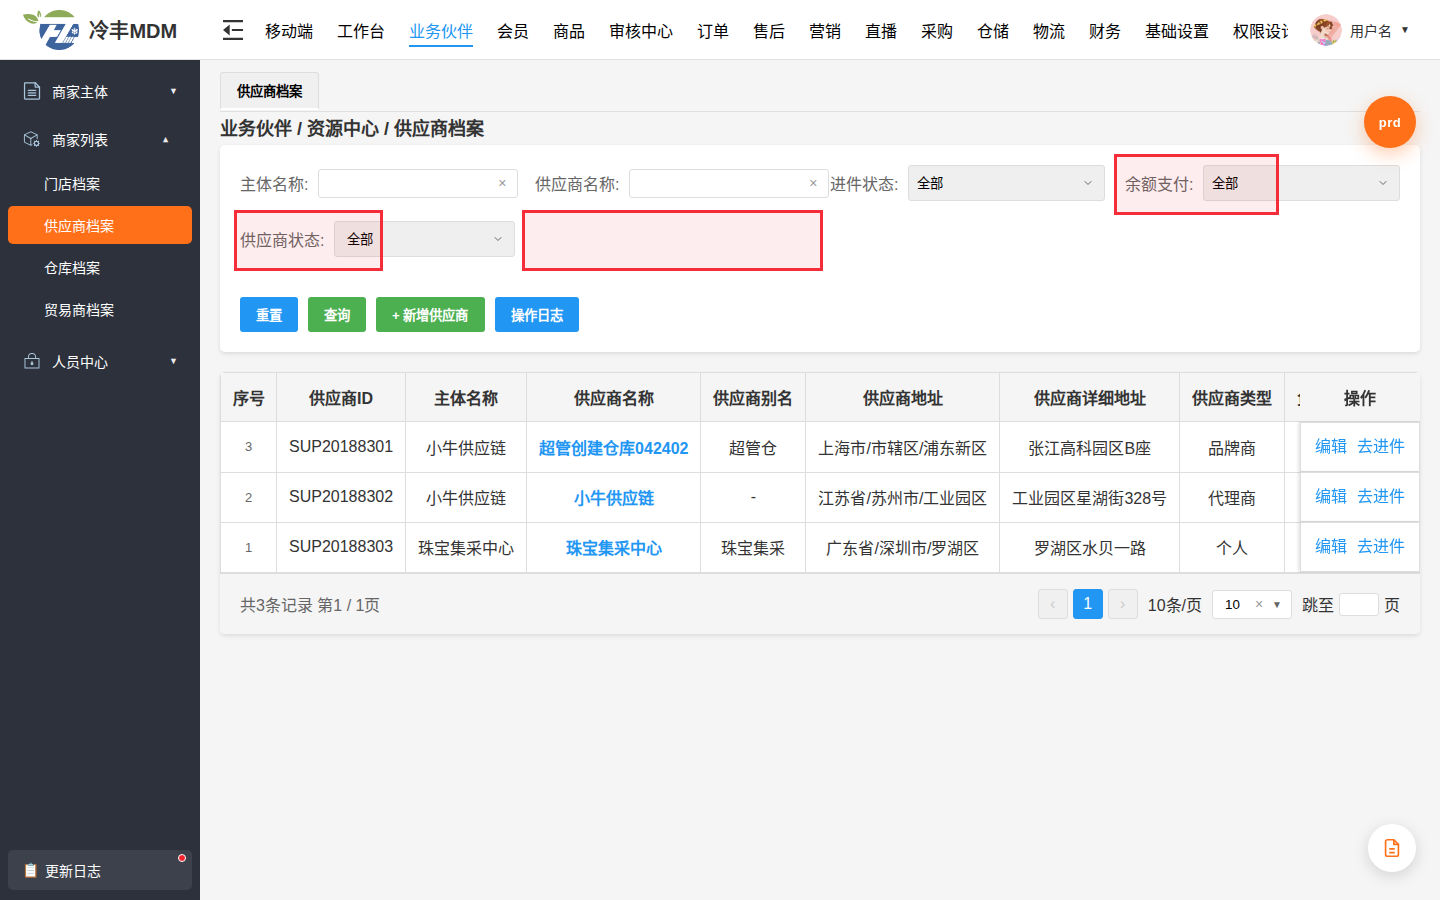 冷丰MDM
移动端 工作台 业务伙伴 会员 商品 审核中心 订单 售后 营销 直播 采购 仓储 物流 财务 基础设置 权限设
用户名
商家主体
商家列表
门店档案
供应商档案
仓库档案
贸易商档案
人员中心
更新日志
供应商档案
业务伙伴 / 资源中心 / 供应商档案
prd
主体名称: × 供应商名称: × 进件状态: 全部 余额支付: 全部
供应商状态: 全部
重置 查询 + 新增供应商 操作日志
序号 供应商ID 主体名称 供应商名称 供应商别名 供应商地址 供应商详细地址 供应商类型 操作
3 SUP20188301 小牛供应链 超管创建仓库042402 超管仓 上海市/市辖区/浦东新区 张江高科园区B座 品牌商 编辑 去进件
2 SUP20188302 小牛供应链 小牛供应链 - 江苏省/苏州市/工业园区 工业园区星湖街328号 代理商 编辑 去进件
1 SUP20188303 珠宝集采中心 珠宝集采中心 珠宝集采 广东省/深圳市/罗湖区 罗湖区水贝一路 个人 编辑 去进件
共3条记录 第1 / 1页
‹ 1 › 10条/页 10 × 跳至 页